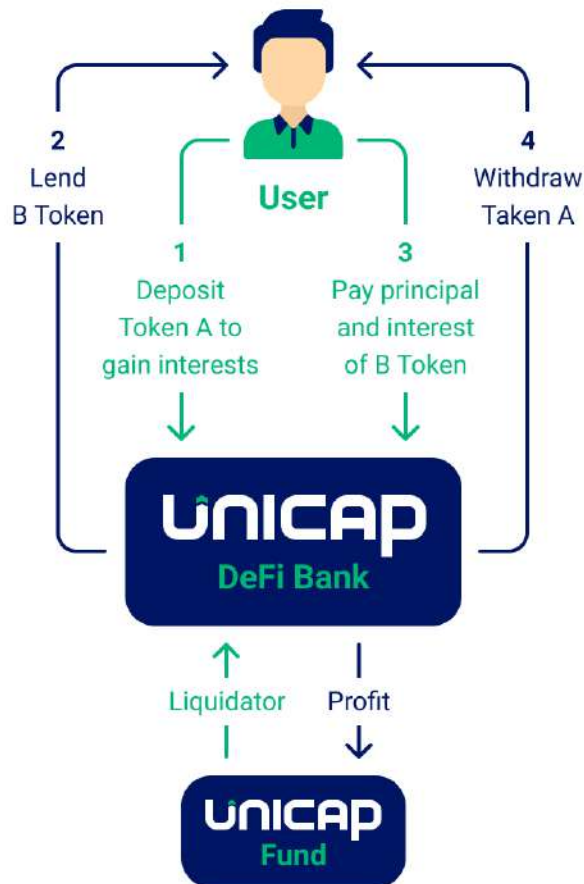 User
1
Deposit
Token A to
gain interests
2
Lend
B Token
3
Pay principal
and interest
of B Token
4
Withdraw
Taken A
UNICAP
DeFi Bank
Liquidator
Profit
UNICAP
Fund